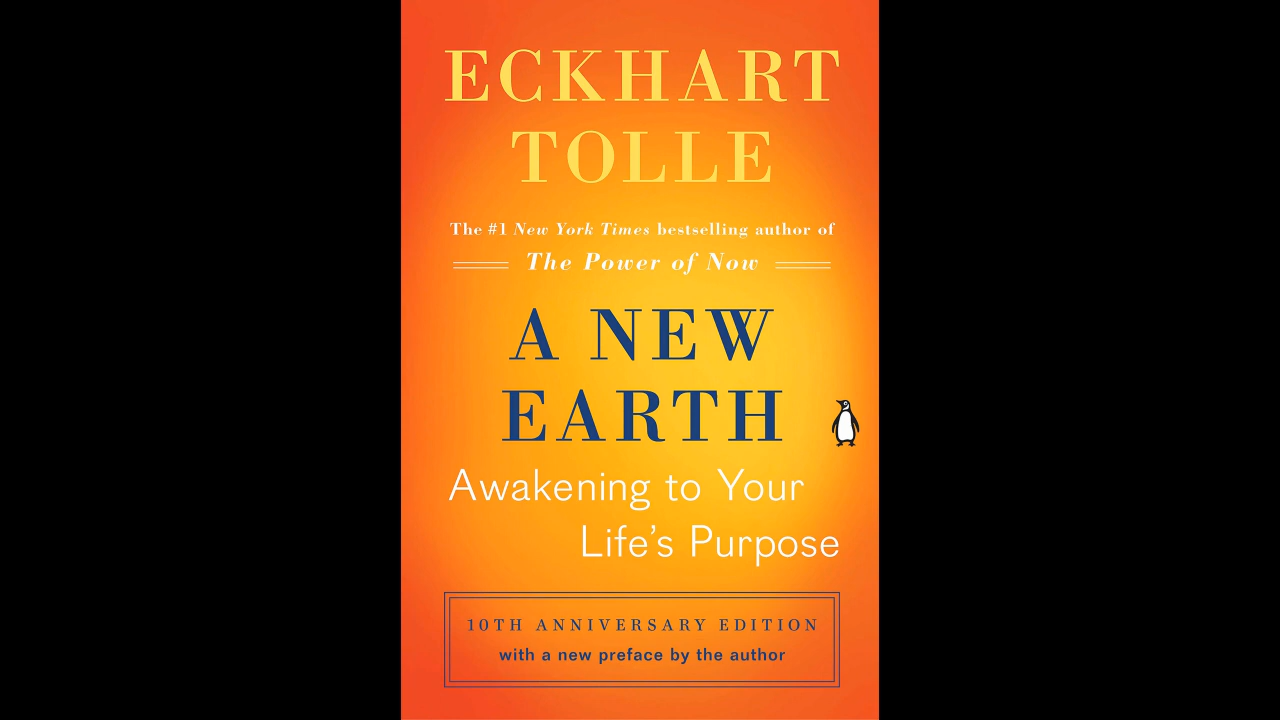 ECKHART
TOLLE
The #1 New York Times bestselling author of
The Power of Now
A NEW
EARTH
Awakening to Your
Life's Purpose
10TH ANNIVERSARY EDITION
with a new preface by the author